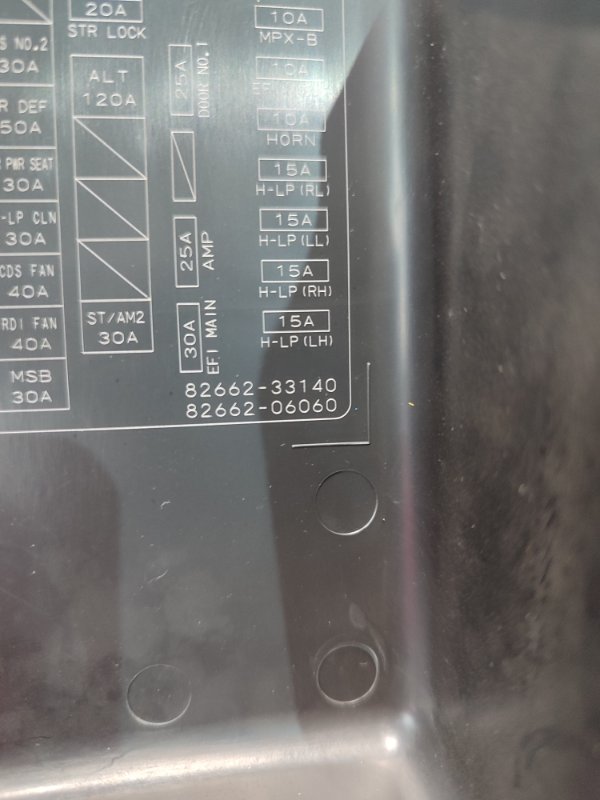 20A
STR LOCK
S NO.2
30A
R DEF
50A
PWR SEAT
30A
-LP CLN
30A
CDS FAN
40A
RDI FAN
40A
MSB
30A
ALT
120A
ST/AM2
30A
25A
DOOR NO.1
25A
AMP
30A
EFI MAIN
10A
MPX-B
10A
10A
HORN
15A
H-LP(RL)
15A
H-LP(LL)
15A
H-LP(RH)
15A
H-LP(LH)
82662-33140
82662-06060